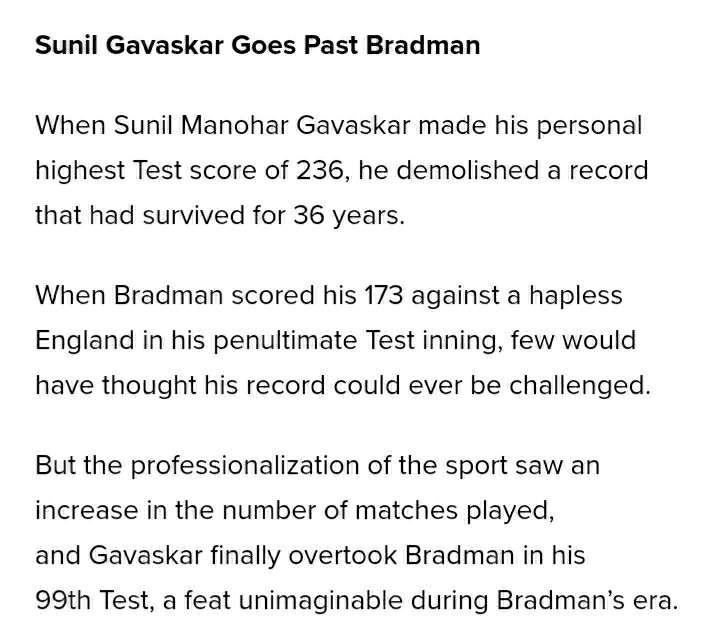 Sunil Gavaskar Goes Past Bradman
When Sunil Manohar Gavaskar made his personal
highest Test score of 236, he demolished a record
that had survived for 36 years.
When Bradman scored his 173 against a hapless
England in his penultimate Test inning, few would
have thought his record could ever be challenged.
But the professionalization of the sport saw an
increase in the number of matches played,
and Gavaskar finally overtook Bradman in his
99th Test, a feat unimaginable during Bradman’s era.